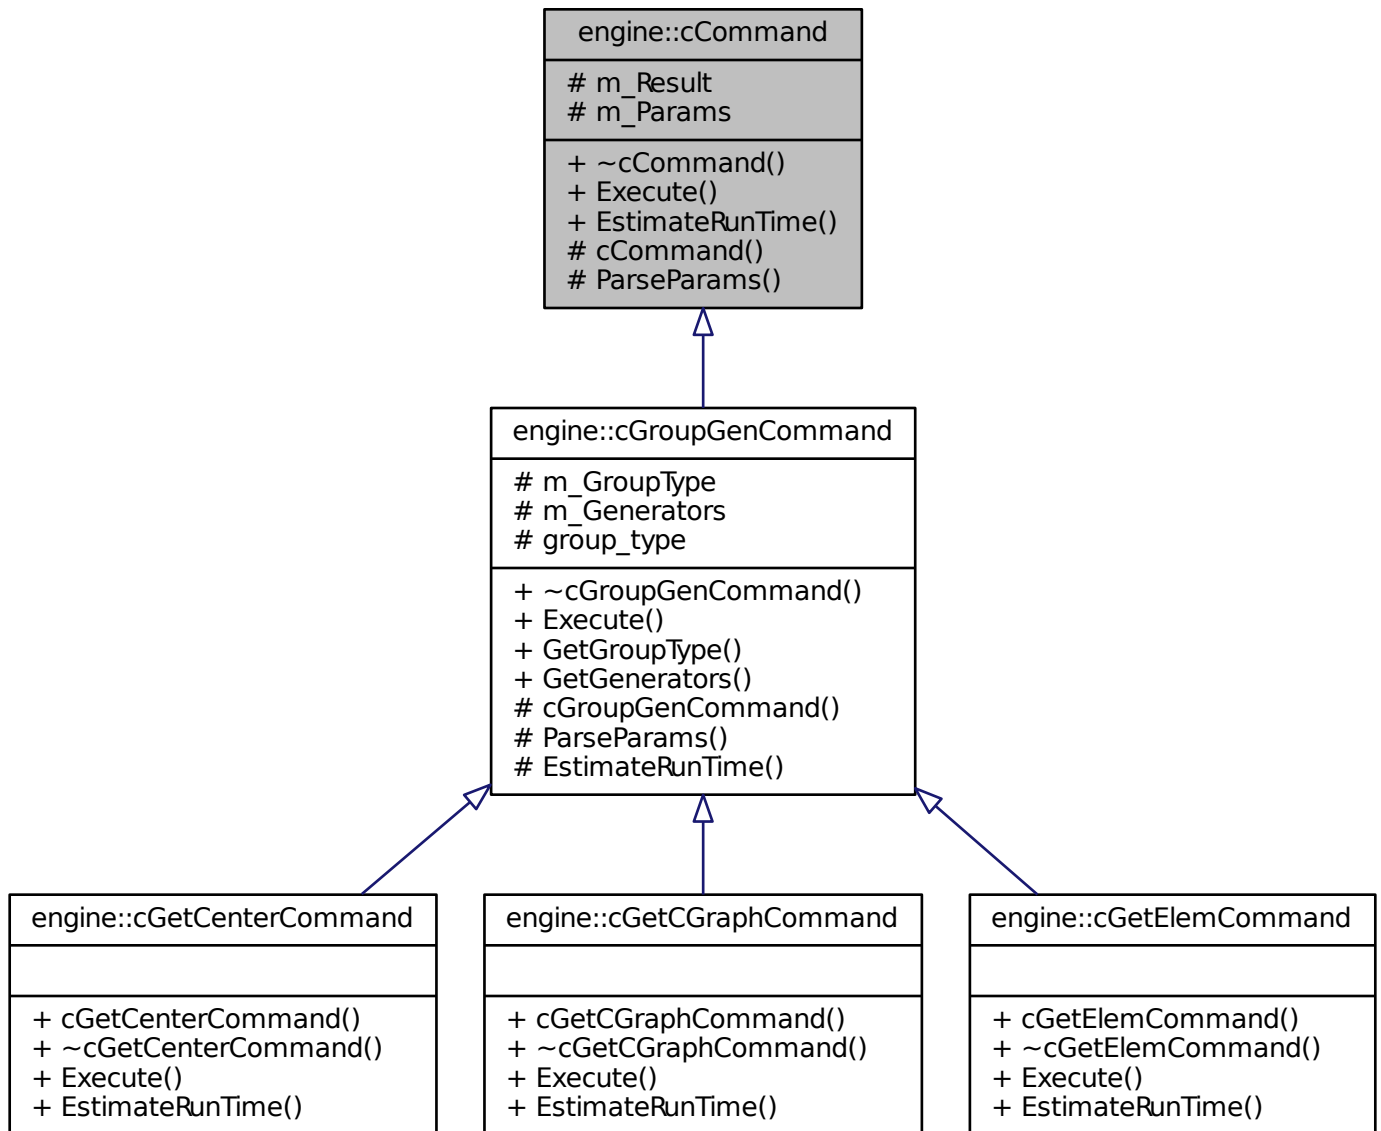 engine::cCommand
# m_Result
# m_Params
+ ~cCommand()
+ Execute()
+ EstimateRunTime()
# cCommand()
# ParseParams()
engine::cGroupGenCommand
# m_GroupType
# m_Generators
# group_type
+ ~cGroupGenCommand()
+ Execute()
+ GetGroupType()
+ GetGenerators()
# cGroupGenCommand()
# ParseParams()
# EstimateRunTime()
engine::cGetCenterCommand
+ cGetCenterCommand()
+ ~cGetCenterCommand()
+ Execute()
+ EstimateRunTime()
engine::cGetCGraphCommand
+ cGetCGraphCommand()
+ ~cGetCGraphCommand()
+ Execute()
+ EstimateRunTime()
engine::cGetElemCommand
+ cGetElemCommand()
+ ~cGetElemCommand()
+ Execute()
+ EstimateRunTime()